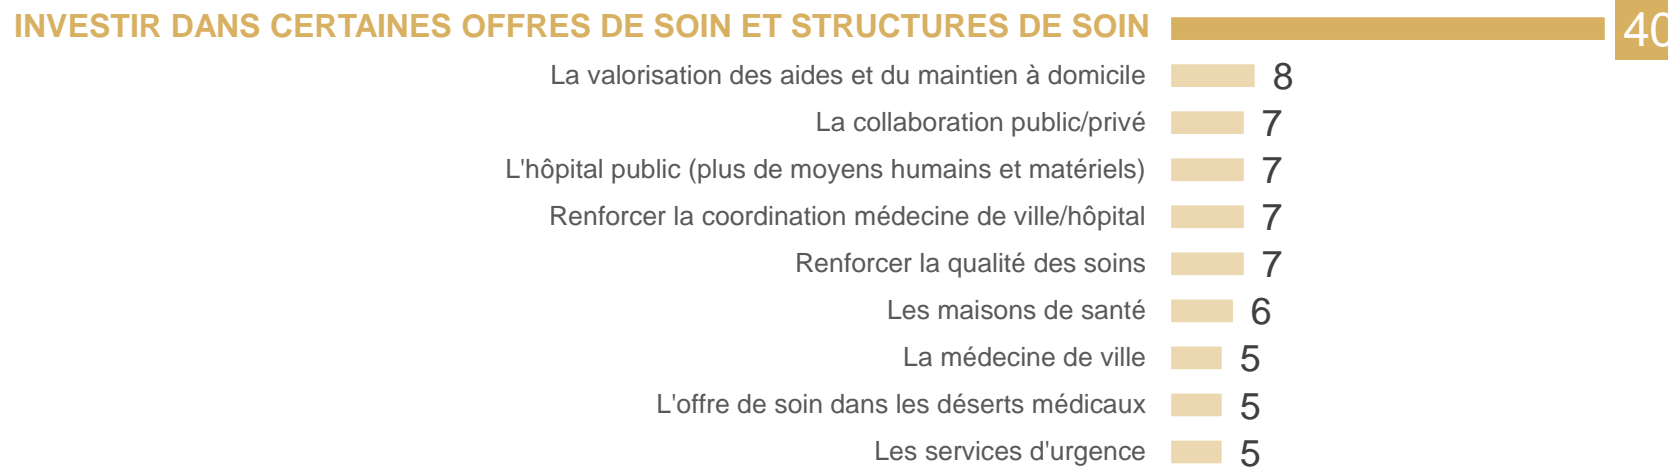 INVESTIR DANS CERTAINES OFFRES DE SOIN ET STRUCTURES DE SOIN 40
La valorisation des aides et du maintien à domicile 8
La collaboration public/privé 7
L'hôpital public (plus de moyens humains et matériels) 7
Renforcer la coordination médecine de ville/hôpital 7
Renforcer la qualité des soins 7
Les maisons de santé 6
La médecine de ville 5
L'offre de soin dans les déserts médicaux 5
Les services d'urgence 5